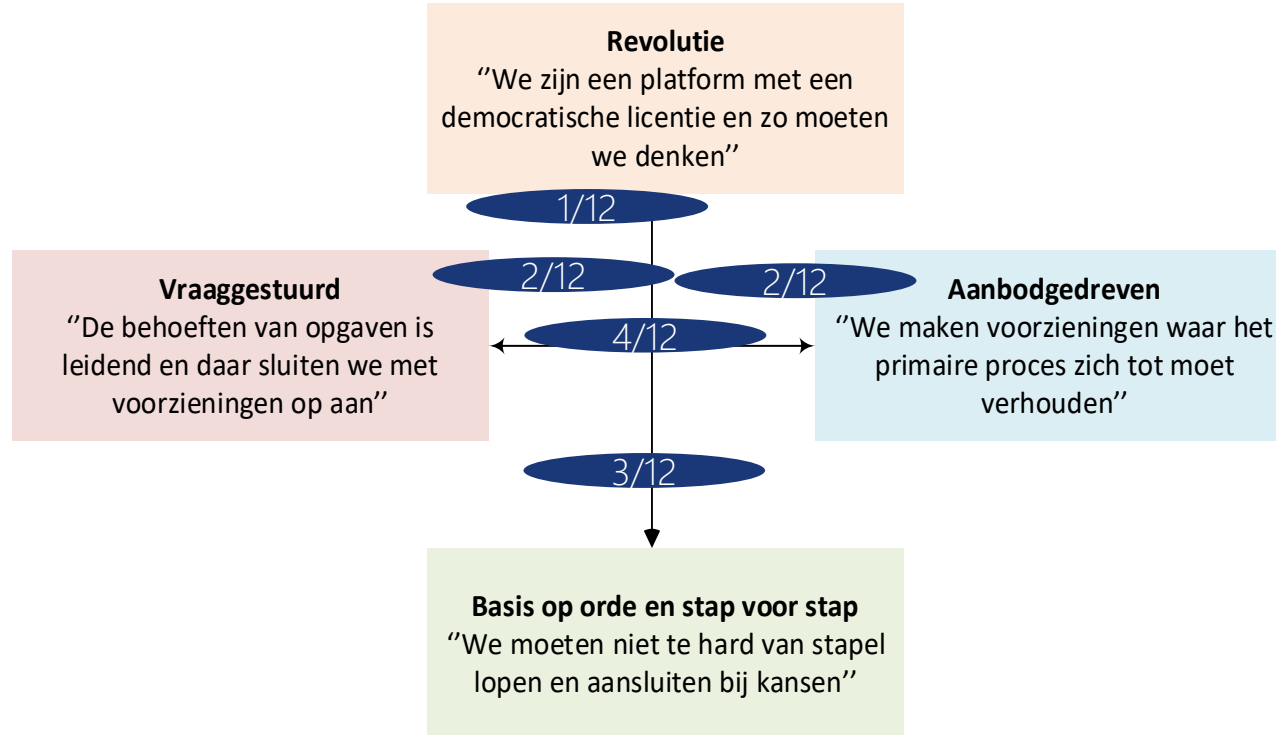 Revolutie
‘’We zijn een platform met een
democratische licentie en zo moeten
we denken’’
1/12
2/12
2/12
Vraaggestuurd
‘’De behoeften van opgaven is
leidend en daar sluiten we met
voorzieningen op aan’’
4/12
Aanbodgedreven
‘’We maken voorzieningen waar het
primaire proces zich tot moet
verhouden’’
3/12
Basis op orde en stap voor stap
‘’We moeten niet te hard van stapel
lopen en aansluiten bij kansen’’